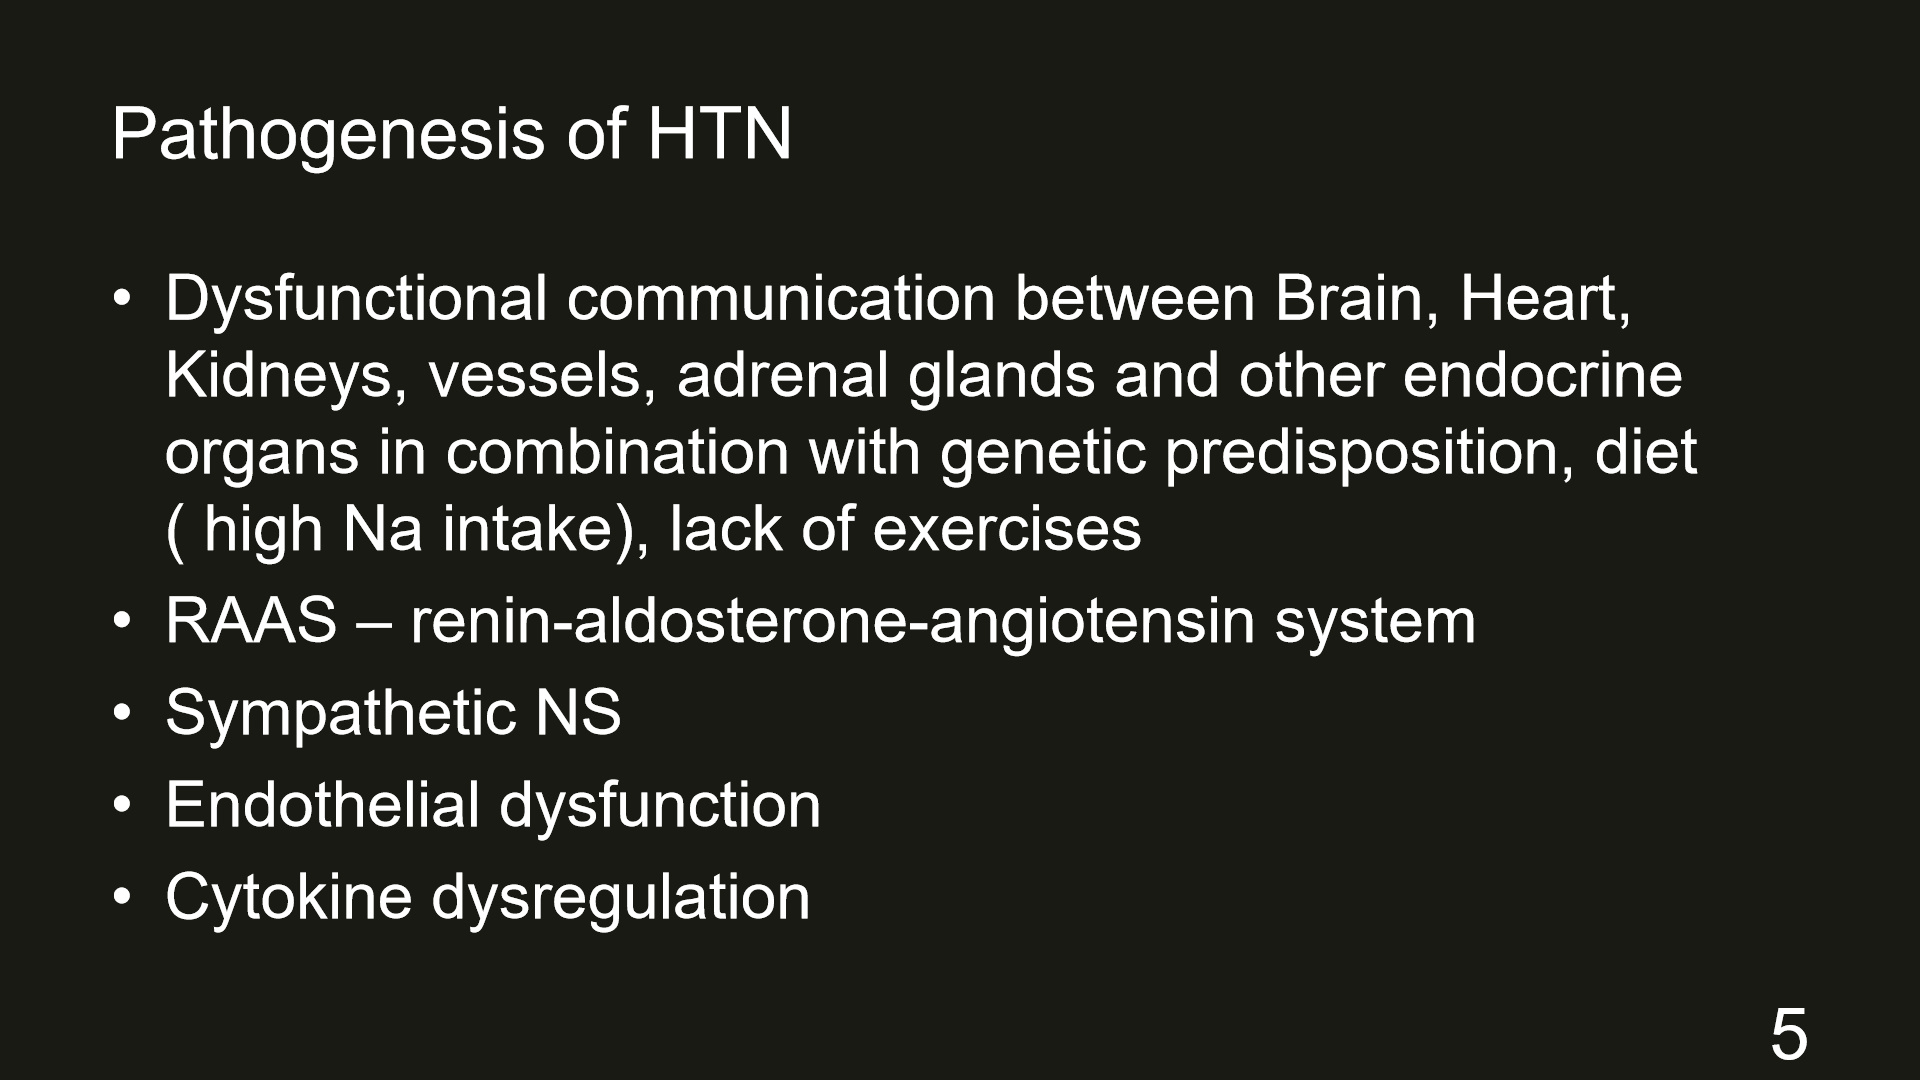 Pathogenesis of HTN
• Dysfunctional communication between Brain, Heart,
Kidneys, vessels, adrenal glands and other endocrine
organs in combination with genetic predisposition, diet
( high Na intake), lack of exercises
• RAAS – renin-aldosterone-angiotensin system
• Sympathetic NS
• Endothelial dysfunction
• Cytokine dysregulation
5